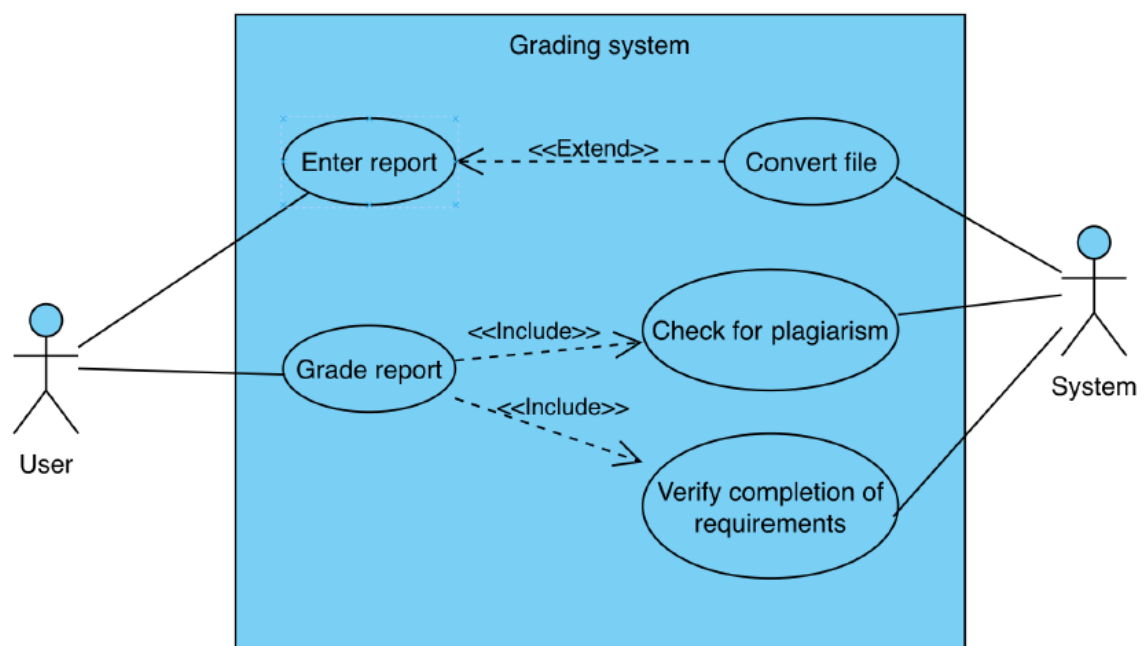 Grading system
Enter report
<<Extend>>
Convert file
<<Include>>
Check for plagiarism
Grade report
<<Include>>
Verify completion of
requirements
User
System